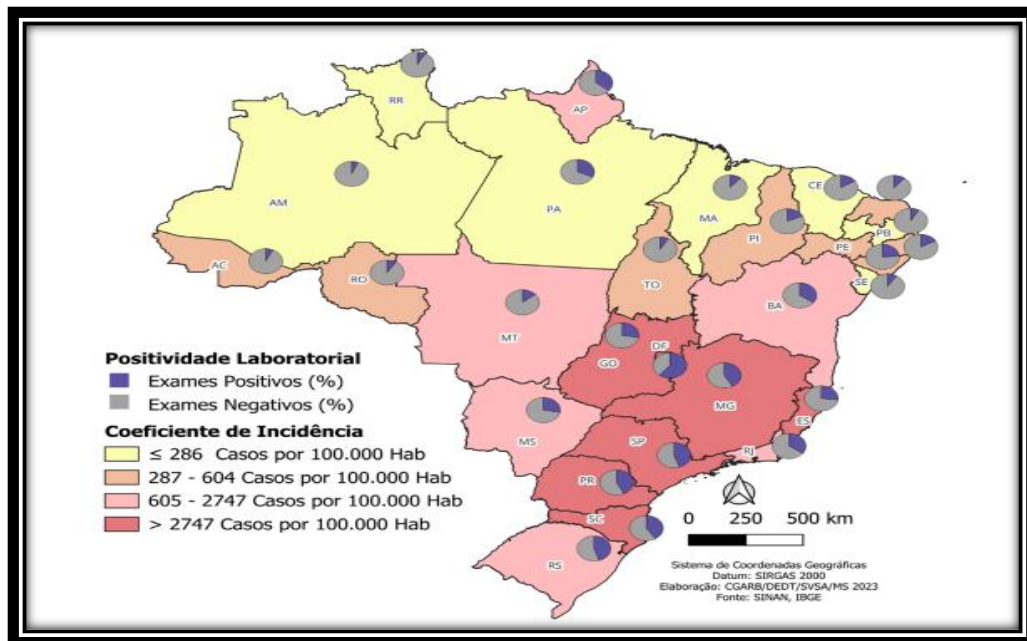 RR
AP
AM
PA
MA
CE
PB
PI
PE
AC
RO
TO
SE
BA
MT
GO
DF
MG
MS
ES
SP
RJ
PR
SC
RS
Positividade Laboratorial
Exames Positivos (%)
Exames Negativos (%)
Coeficiente de Incidência
≤ 286 Casos por 100.000 Hab
287 - 604 Casos por 100.000 Hab
605 - 2747 Casos por 100.000 Hab
> 2747 Casos por 100.000 Hab
0 250 500 km
Sistema de Coordenadas Geográficas
Datum: SIRGAS 2000
Elaboração: CGARB/DEDT/SVSA/MS 2023
Fonte: SINAN, IBGE